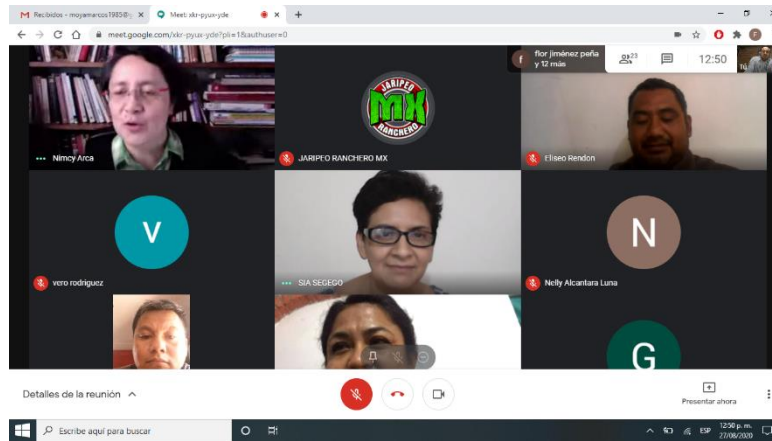 Recibidos - moyamarcos1985@g
Meet: xkr-pyux-yde
meet.google.com/xkr-pyux-yde?pli=1&authuser=0
f
flor jiménez peña
y 12 más
23
12:50
Tú
Nimcy Arca
JARIPEO
MX
RANCHERO
JARIPEO RANCHERO MX
Eliseo Rendon
V
vero rodriguez
SIA SEGEGO
N
Nelly Alcantara Luna
G
Detalles de la reunión
Presentar ahora
Escribe aquí para buscar
ESP
12:50 p. m.
27/08/2020